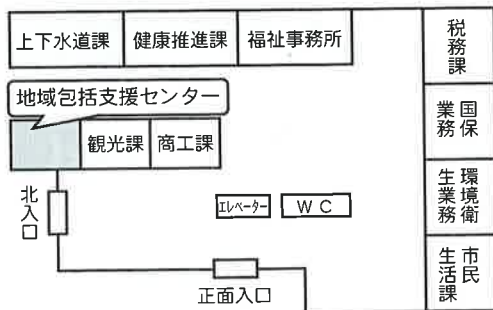 上下水道課
健康推進課
福祉事務所
税務課
地域包括支援センター
観光課
商工課
国保
業務
北入口
エレベーター
WC
環境衛
生業務
正面入口
市民
生活課